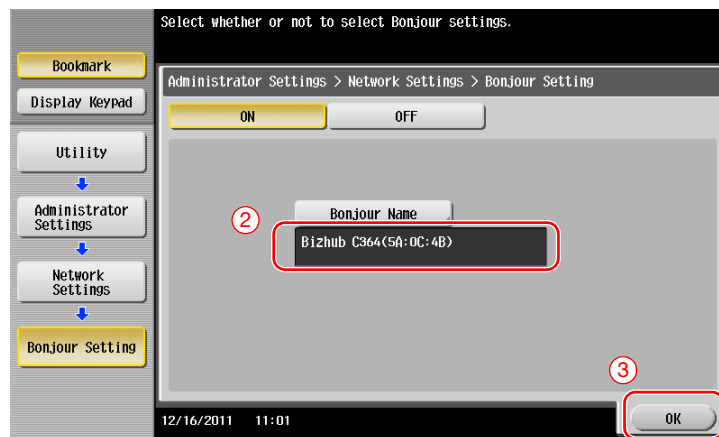 Select whether or not to select Bonjour settings.
Bookmark
Display Keypad
Utility
Administrator
Settings
Network
Settings
Bonjour Setting
Administrator Settings > Network Settings > Bonjour Setting
ON OFF
2
Bonjour Name
Bizhub C364(5A:0C:4B)
3
12/16/2011 11:01
OK